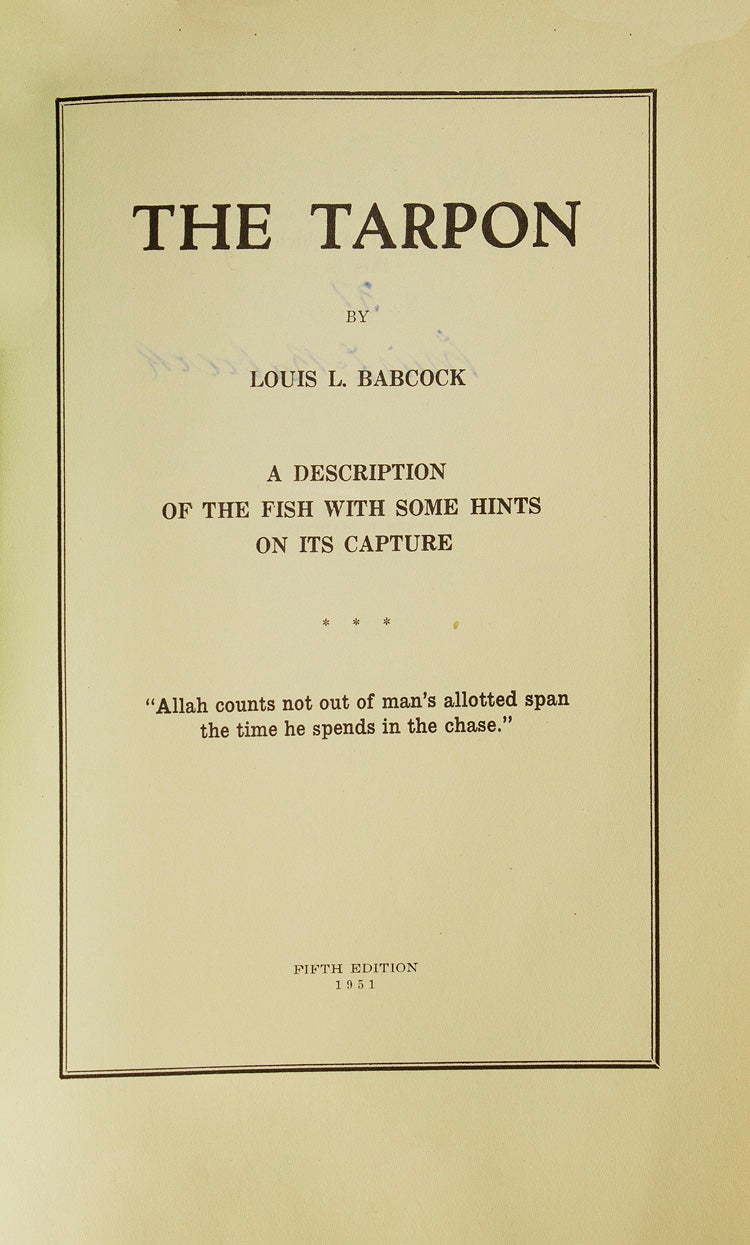 THE TARPON
BY
LOUIS L. BABCOCK
A DESCRIPTION
OF THE FISH WITH SOME HINTS
ON ITS CAPTURE
* * *
“Allah counts not out of man’s allotted span
the time he spends in the chase.”
FIFTH EDITION
1951